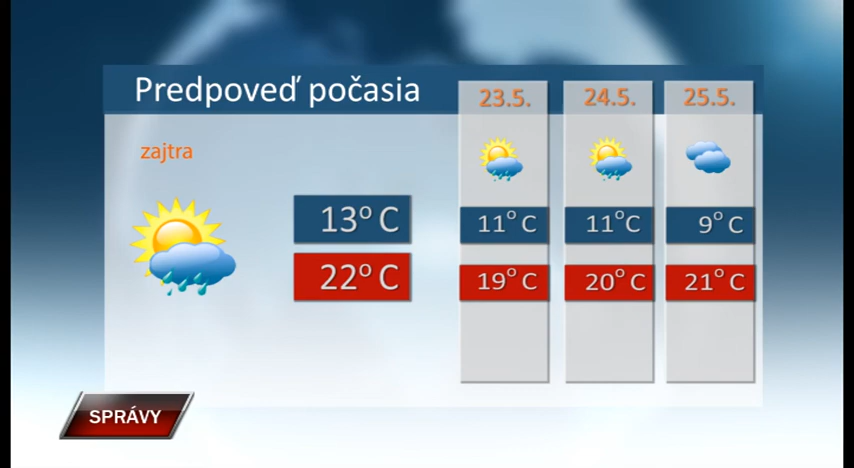 Predpoveď počasia
zajtra
13°C
22°C
23.5.
11°C
19°C
24.5.
11°C
20°C
25.5.
9°C
21°C
SPRÁVY